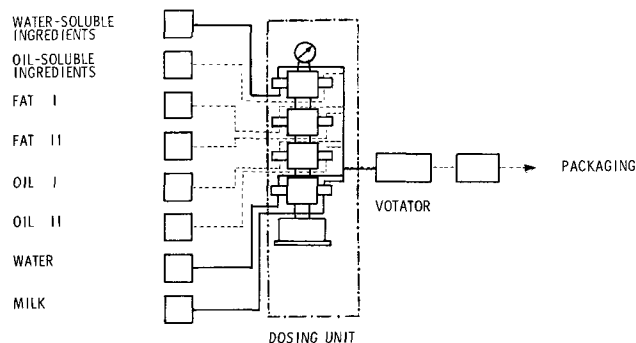 WATER-SOLUBLE
INGREDIENTS
OIL-SOLUBLE
INGREDIENTS
FAT I
FAT II
OIL I
OIL II
WATER
MILK
VOTATOR
PACKAGING
DOSING UNIT